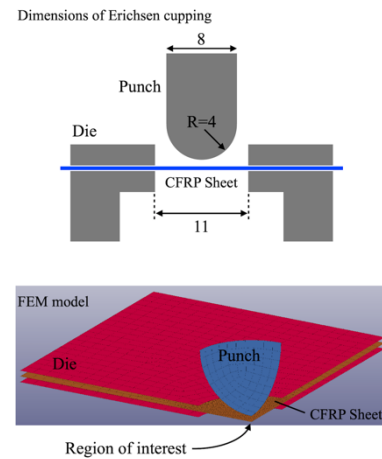 Dimensions of Erichsen cupping
8
Punch
R=4
Die
CFRP Sheet
11
FEM model
Punch
Die
CFRP Sheet
Region of interest